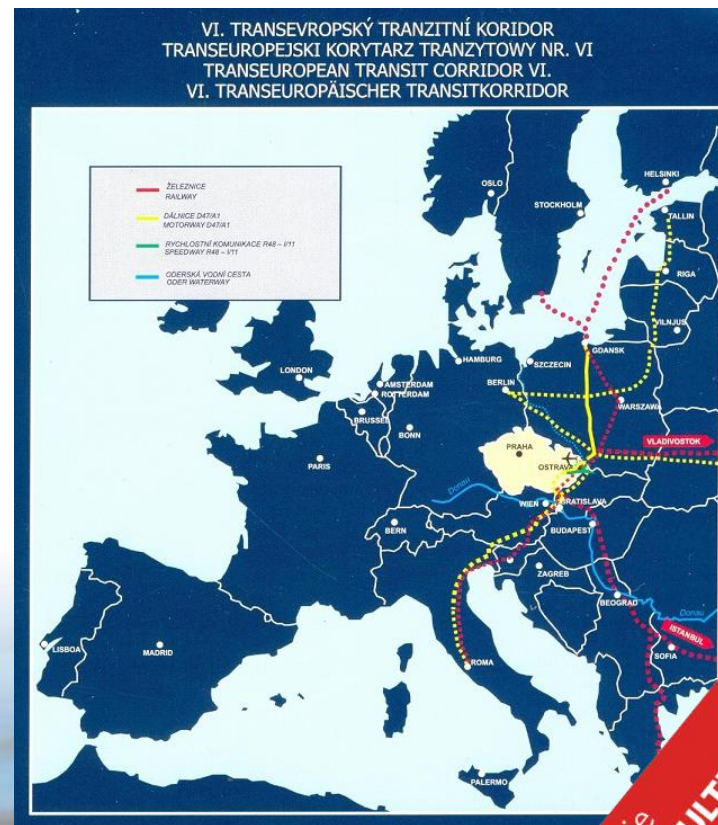 VI. TRANSEVROPSKÝ TRANZITNÍ KORIDOR
TRANSEUROPEJSKI KORYTARZ TRANZYTOWY NR. VI
TRANSEUROPEAN TRANSIT CORRIDOR VI.
VI. TRANSEUROPÄISCHER TRANSITKORRIDOR
ŽELEZNICE
RAILWAY
DÁLNICE D47/A1
MOTORWAY D47/A1
RYCHLOSTNÍ KOMUNIKACE R48 – I/11
SPEEDWAY R48 – I/11
ODERSKÁ VODNÍ CESTA
ODER WATERWAY
HELSINKI
OSLO
STOCKHOLM
TALLIN
RIGA
VILNJUS
GDANSK
HAMBURG
SZCZECIN
LONDON
AMSTERDAM
BERLIN
ROTTERDAM
WARSZAWA
BRUSSEL
BONN
VLADIVOSTOK
PRAHA
PARIS
OSTRAVA
Donau
WIEN
BRATISLAVA
BERN
BUDAPEST
ZAGREB
BEOGRAD
Donau
ISTANBUL
LISBOA
MADRID
SOFIA
ROMA
PALERMO